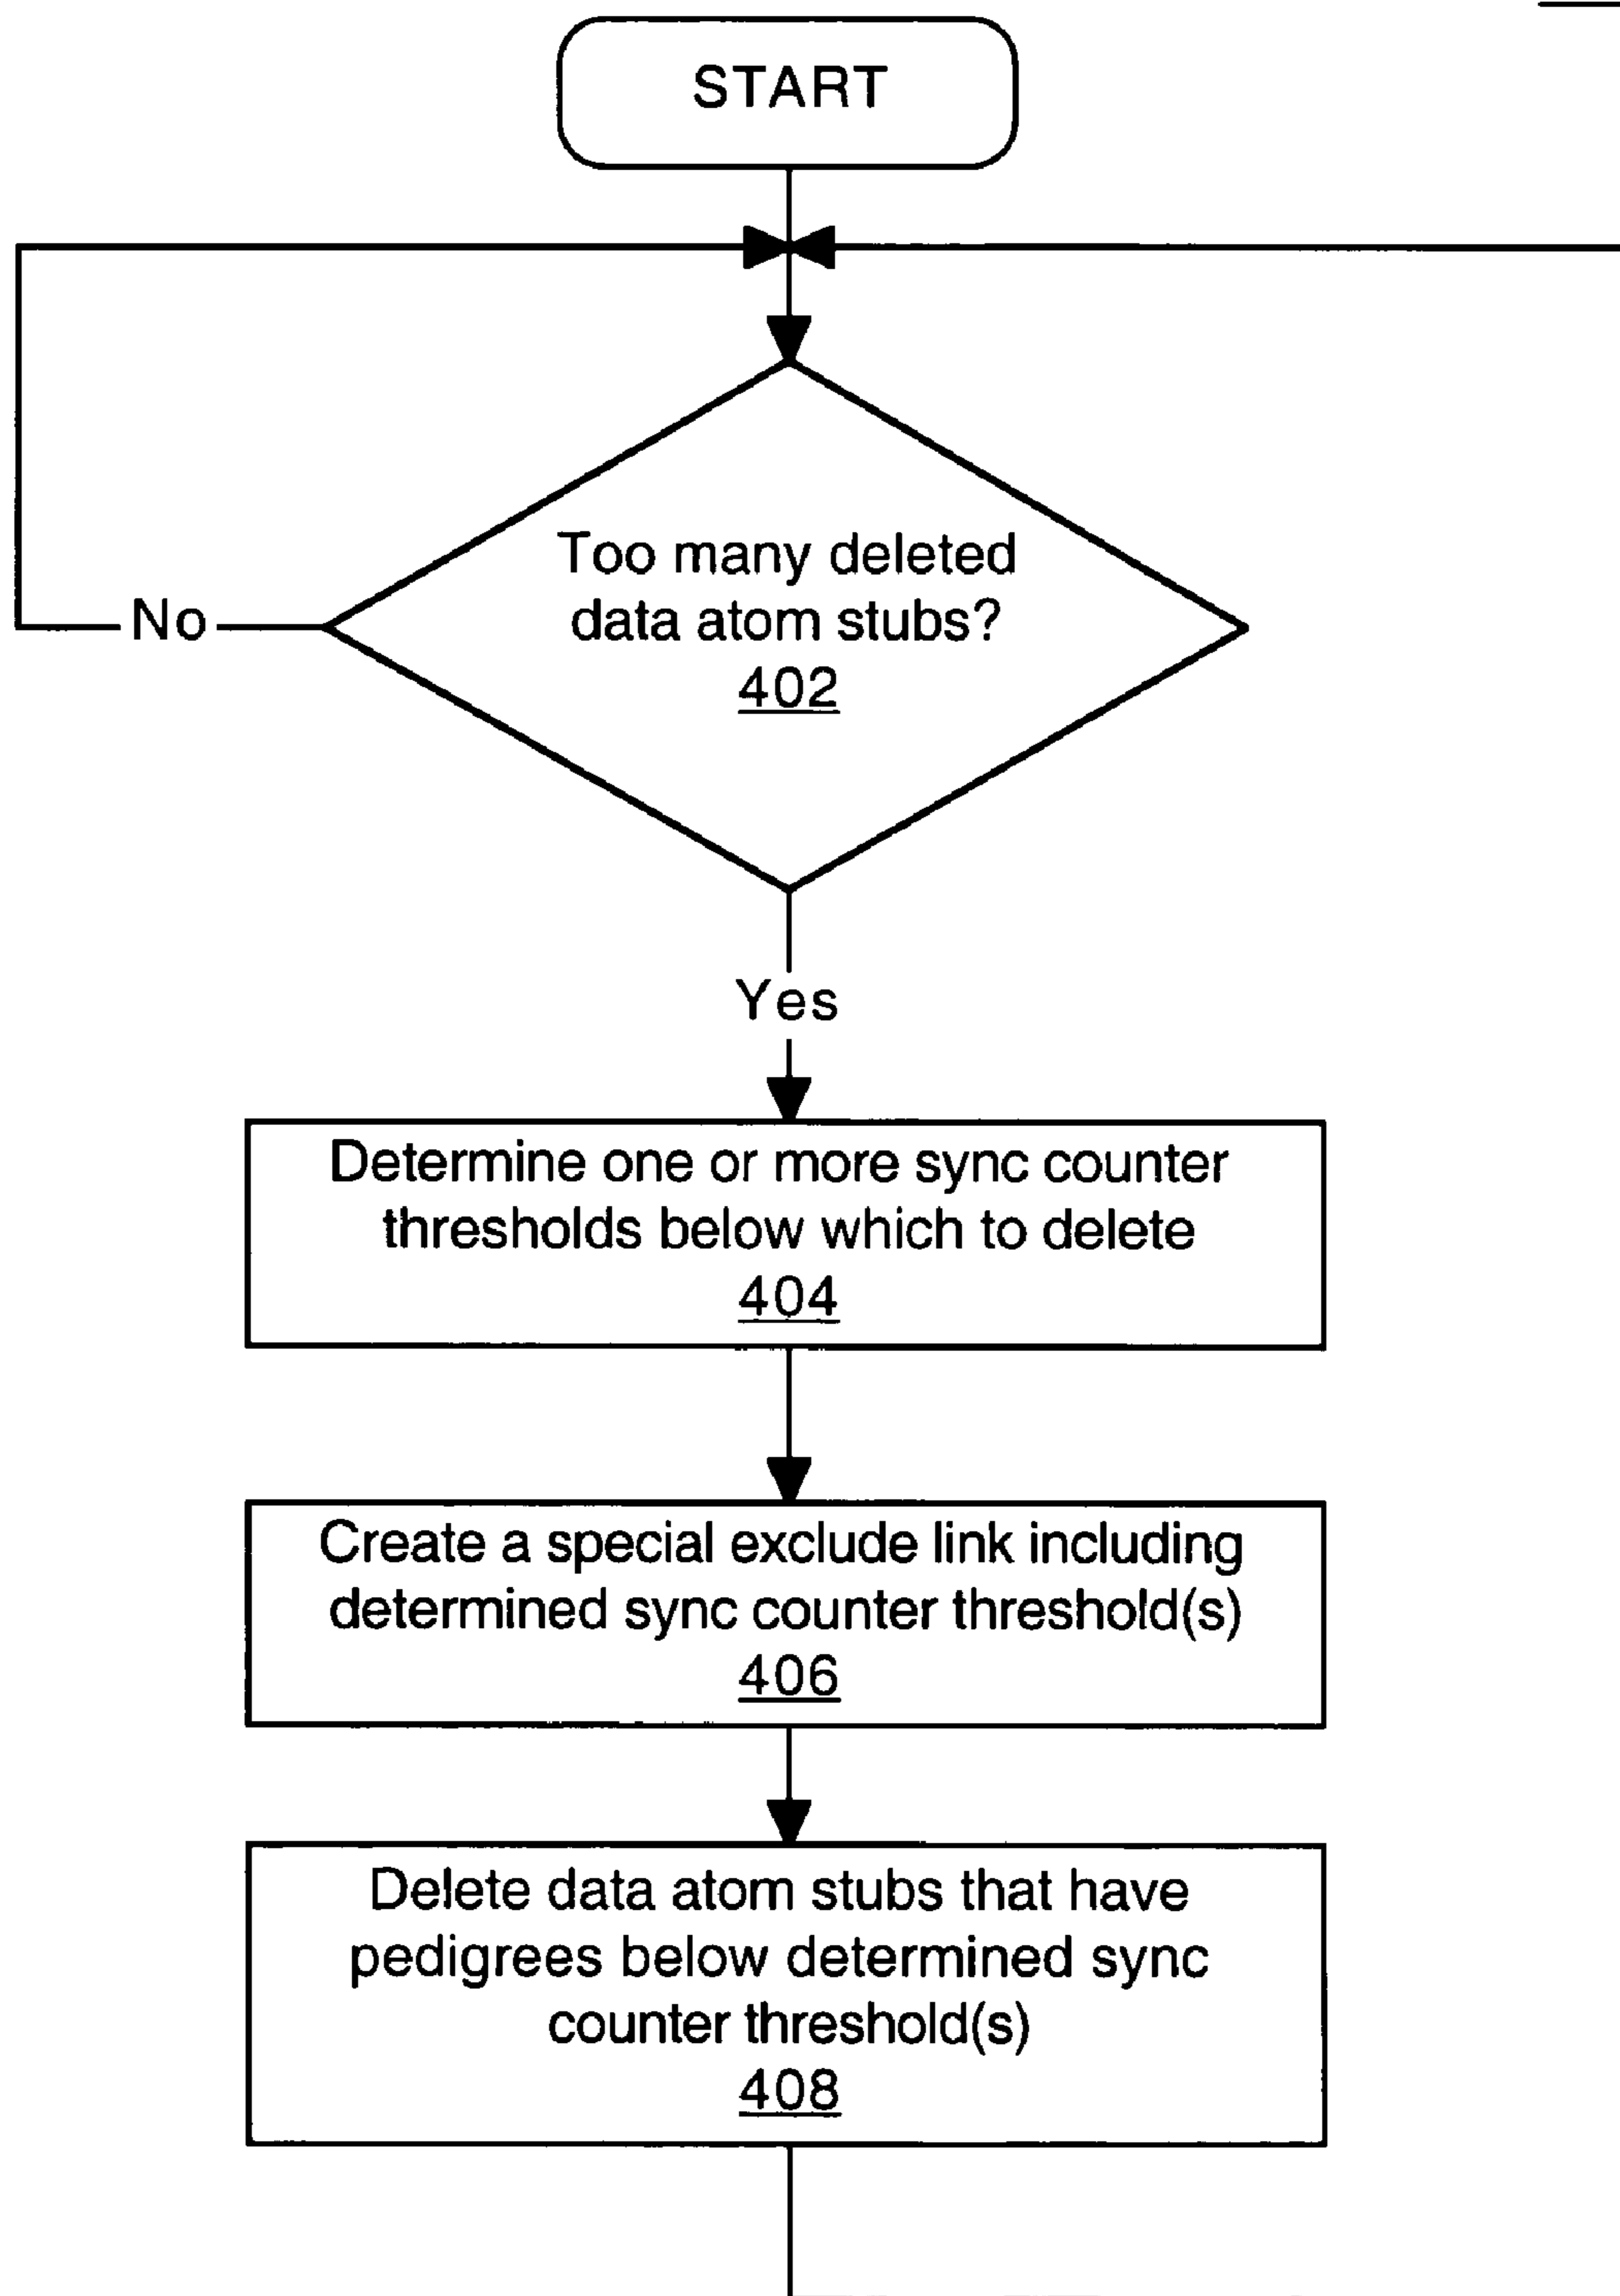 START
Too many deleted
data atom stubs?
402
No
Yes
Determine one or more sync counter
thresholds below which to delete
404
Create a special exclude link including
determined sync counter threshold(s)
406
Delete data atom stubs that have
pedigrees below determined sync
counter threshold(s)
408